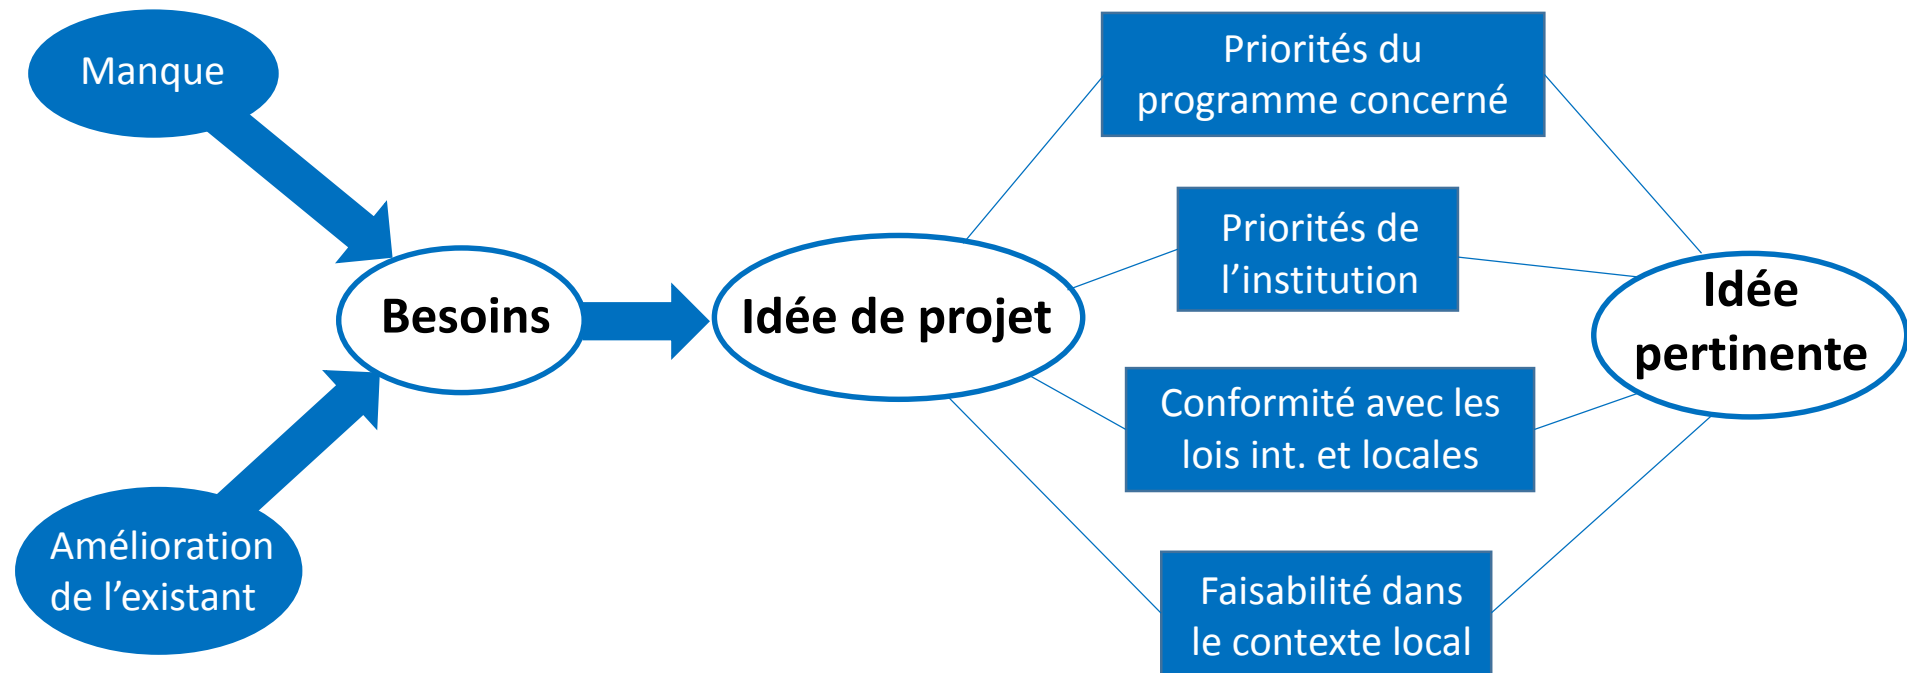 Manque
Amélioration
de l’existant
Besoins
Idée de projet
Priorités du
programme concerné
Priorités de
l’institution
Conformité avec les
lois int. et locales
Faisabilité dans
le contexte local
Idée
pertinente